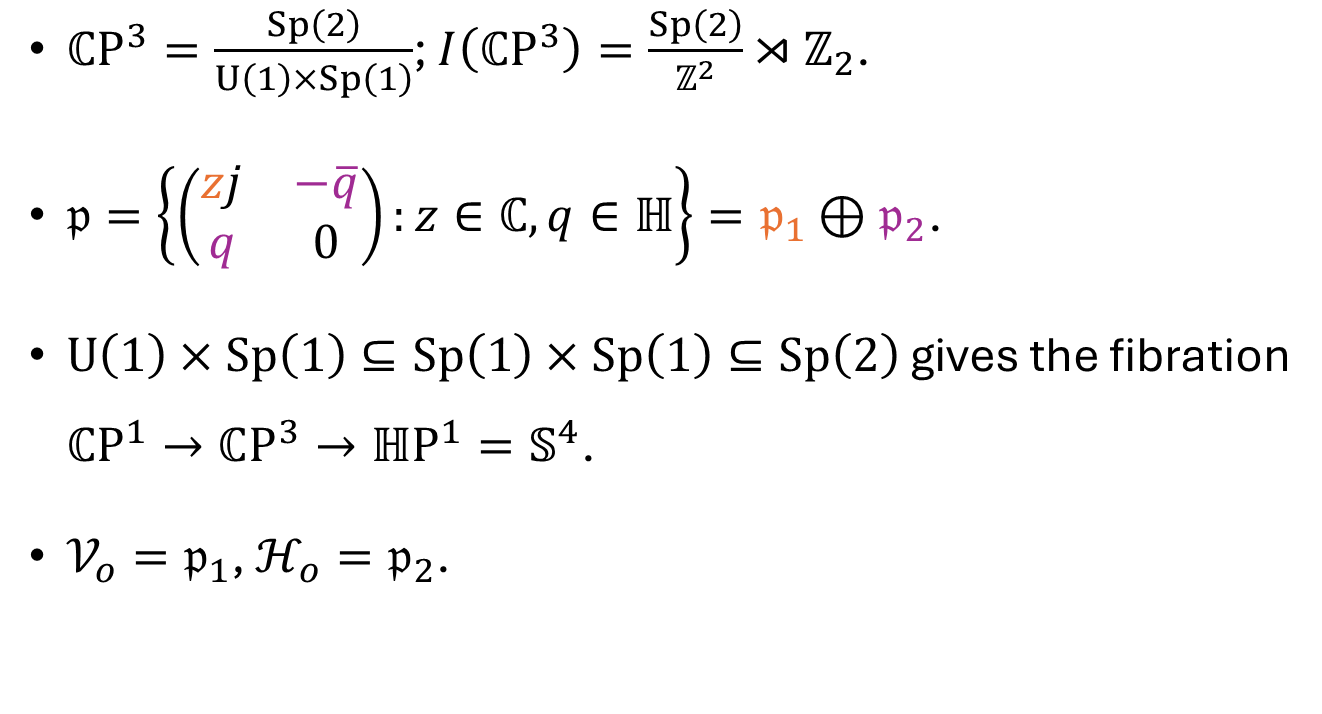 • ℂP³ = Sp(2)/(U(1)×Sp(1)); I(ℂP³) = Sp(2)/ℤ² ⋊ ℤ₂.
• 𝔭 = {(zj −q̄ q 0) : z ∈ ℂ, q ∈ ℍ} = 𝔭₁ ⊕ 𝔭₂.
• U(1) × Sp(1) ⊆ Sp(1) × Sp(1) ⊆ Sp(2) gives the fibration
ℂP¹ → ℂP³ → ℍP¹ = 𝕊⁴.
• 𝒱ₒ = 𝔭₁, ℋₒ = 𝔭₂.